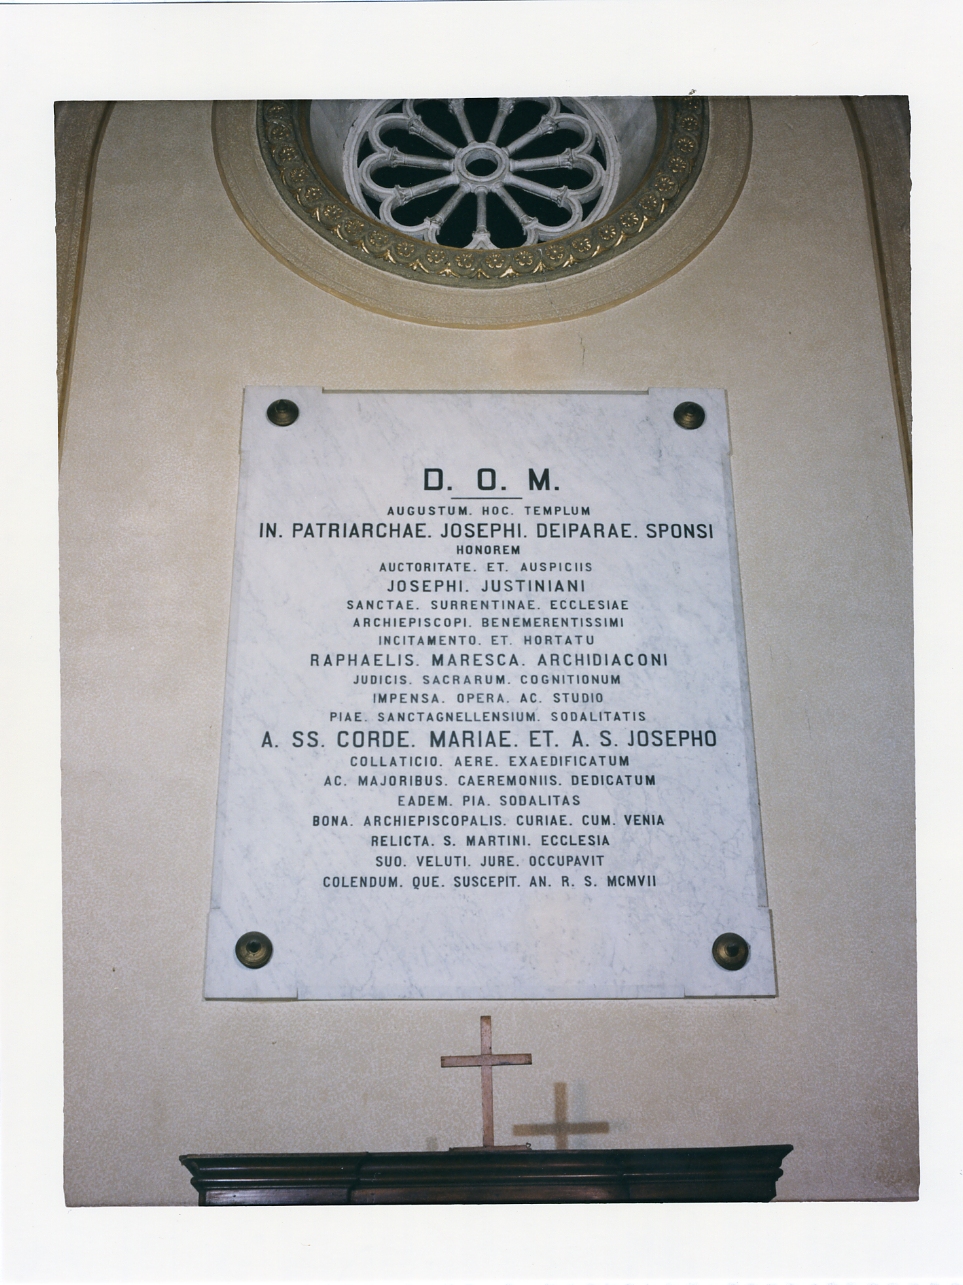 D. O. M.
AUGUSTUM. HOC. TEMPLUM
IN. PATRIARCHAE. JOSEPHI. DEIPARAE. SPONSI
HONOREM
AUCTORITATE. ET. AUSPICIIS
JOSEPHI. JUSTINIANI
SANCTAE. SURRENTINAE. ECCLESIAE
ARCHIEPISCOPI. BENEMERENTISSIMI
INCITAMENTO. ET. HORTATU
RAPHAELIS. MARESCA. ARCHIDIACONI
JUDICIS. SACRARUM. COGNITIONUM
IMPENSA. OPERA. AC. STUDIO
PIAE. SANCTAGNELLENSIUM. SODALITATIS
A. SS. CORDE. MARIAE. ET. A. S. JOSEPHO
COLLATICIO. AERE. EXAEDIFICATUM
AC. MAJORIBUS. CAEREMONIIS. DEDICATUM
EADEM. PIA. SODALITAS
BONA. ARCHIEPISCOPALIS. CURIAE. CUM. VENIA
RELICTA. S. MARTINI. ECCLESIA
SUO. VELUTI. JURE. OCCUPAVIT
COLENDUM. QUE. SUSCEPIT. AN. R. S. MCMVII